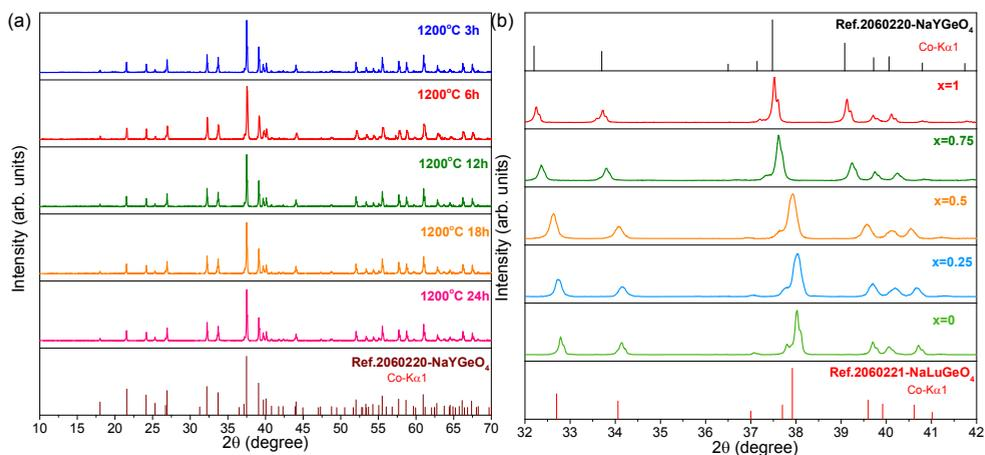 (a)
1200°C 3h
1200°C 6h
1200°C 12h
1200°C 18h
1200°C 24h
Ref.2060220-NaYGeO4
Co-Kα1
Intensity (arb. units)
10 15 20 25 30 35 40 45 50 55 60 65 70
2θ (degree)
(b)
Ref.2060220-NaYGeO4
Co-Kα1
x=1
x=0.75
x=0.5
x=0.25
x=0
Ref.2060221-NaLuGeO4
Co-Kα1
Intensity (arb. units)
32 33 34 35 36 37 38 39 40 41 42
2θ (degree)